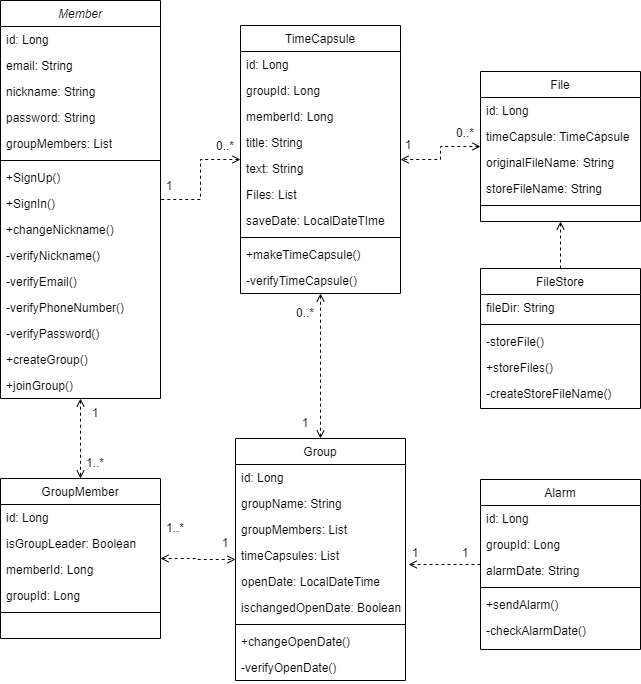 Member
id: Long
email: String
nickname: String
password: String
groupMembers: List
+SignUp()
+SignIn()
+changeNickname()
-verifyNickname()
-verifyEmail()
-verifyPhoneNumber()
-verifyPassword()
+createGroup()
+joinGroup()
1
0..*
TimeCapsule
id: Long
groupId: Long
memberId: Long
title: String
text: String
Files: List
saveDate: LocalDateTIme
+makeTimeCapsule()
-verifyTimeCapsule()
1
0..*
File
id: Long
timeCapsule: TimeCapsule
originalFileName: String
storeFileName: String
FileStore
fileDir: String
-storeFile()
+storeFiles()
-createStoreFileName()
0..*
1
1
1..*
GroupMember
id: Long
isGroupLeader: Boolean
memberId: Long
groupId: Long
1..*
1
Group
id: Long
groupName: String
groupMembers: List
timeCapsules: List
openDate: LocalDateTime
ischangedOpenDate: Boolean
+changeOpenDate()
-verifyOpenDate()
1
1
Alarm
id: Long
groupId: Long
alarmDate: String
+sendAlarm()
-checkAlarmDate()